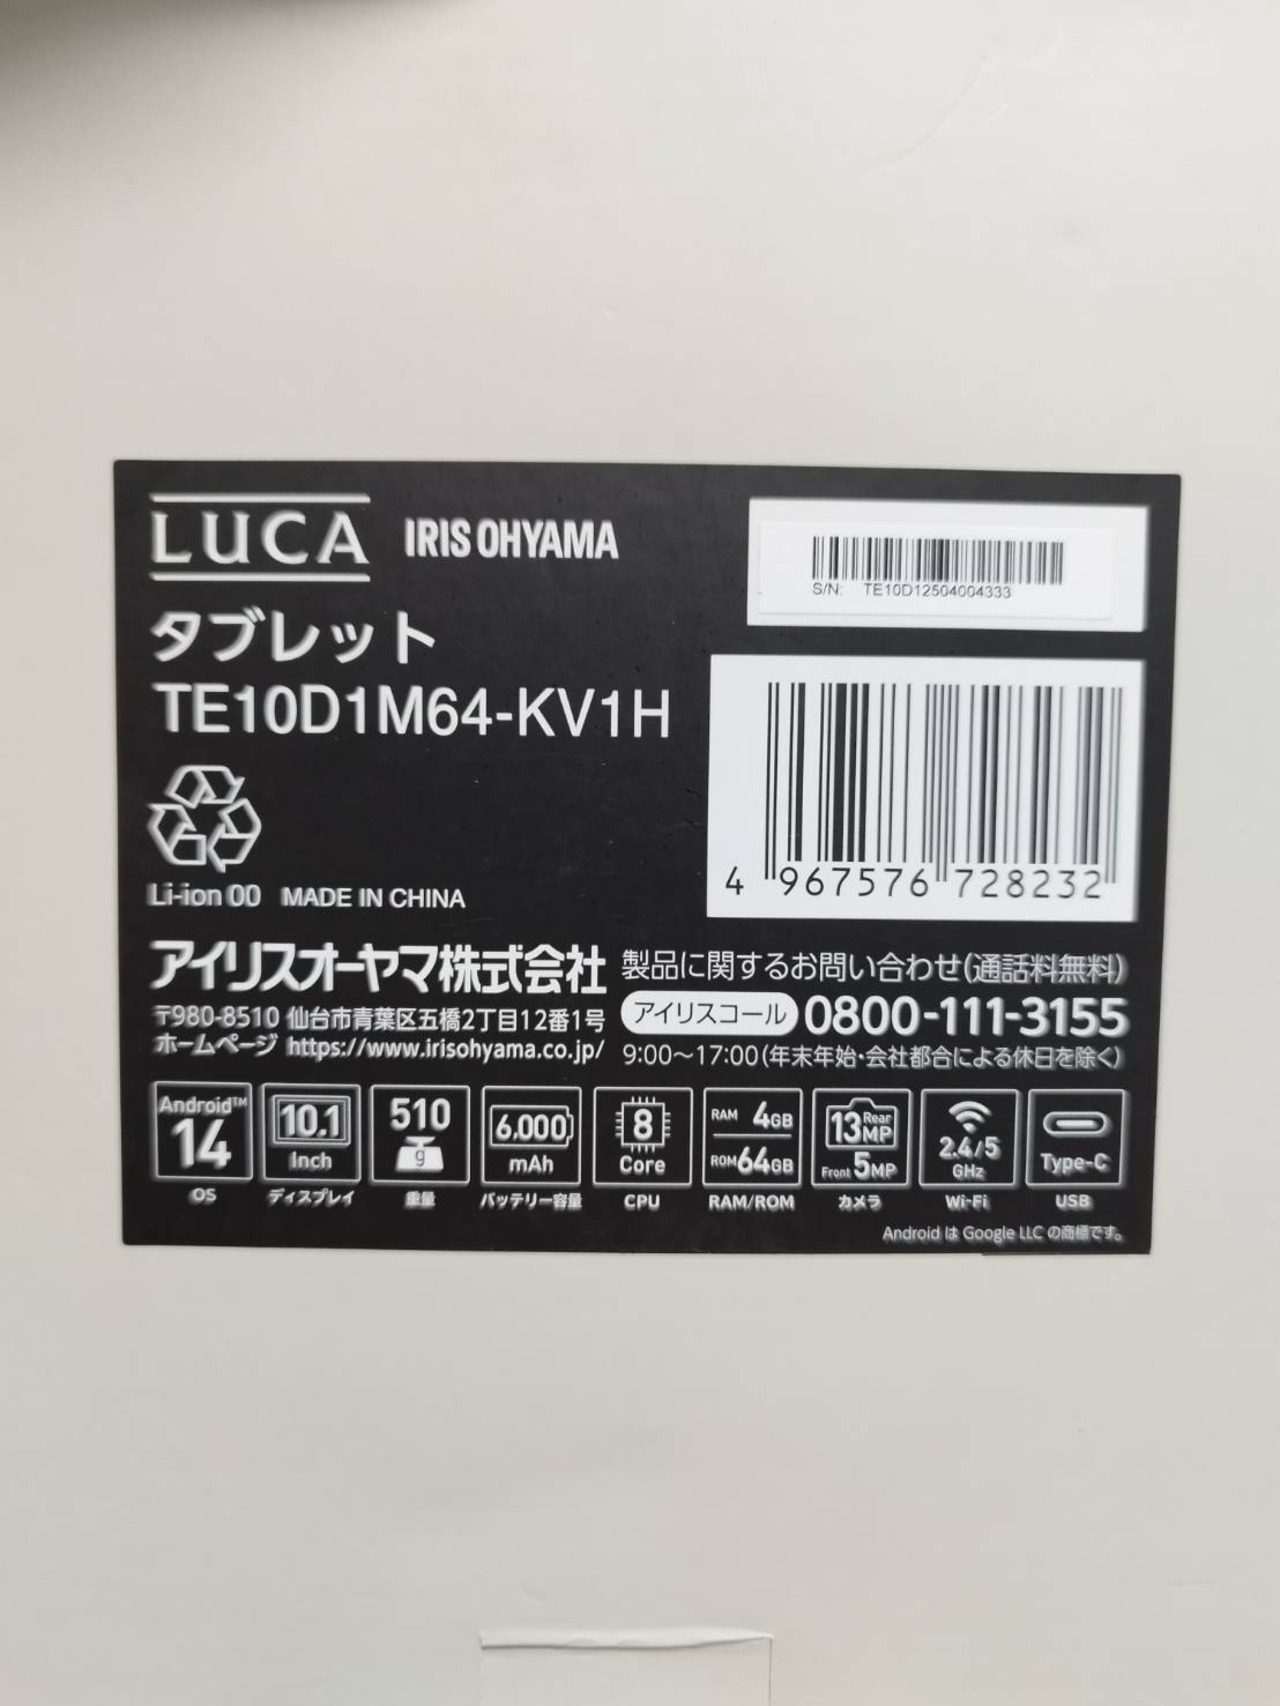 LUCA IRIS OHYAMA
S/N: TE10D12504004333
タブレット
TE10D1M64-KV1H
4 967576 728232
Li-ion 00 MADE IN CHINA
アイリスオーヤマ株式会社
〒980-8510 仙台市青葉区五橋2丁目12番1号
ホームページ https://www.irisohyama.co.jp/
製品に関するお問い合わせ(通話料無料)
アイリスコール 0800-111-3155
9:00～17:00(年末年始・会社都合による休日を除く)
Android™ 14 OS
10.1 Inch ディスプレイ
510 g 重量
6,000 mAh バッテリー容量
8 Core CPU
RAM 4GB ROM 64GB RAM/ROM
13MP Rear Front 5MP カメラ
2.4/5 GHz Wi-Fi
Type-C USB
Android は Google LLC の商標です。